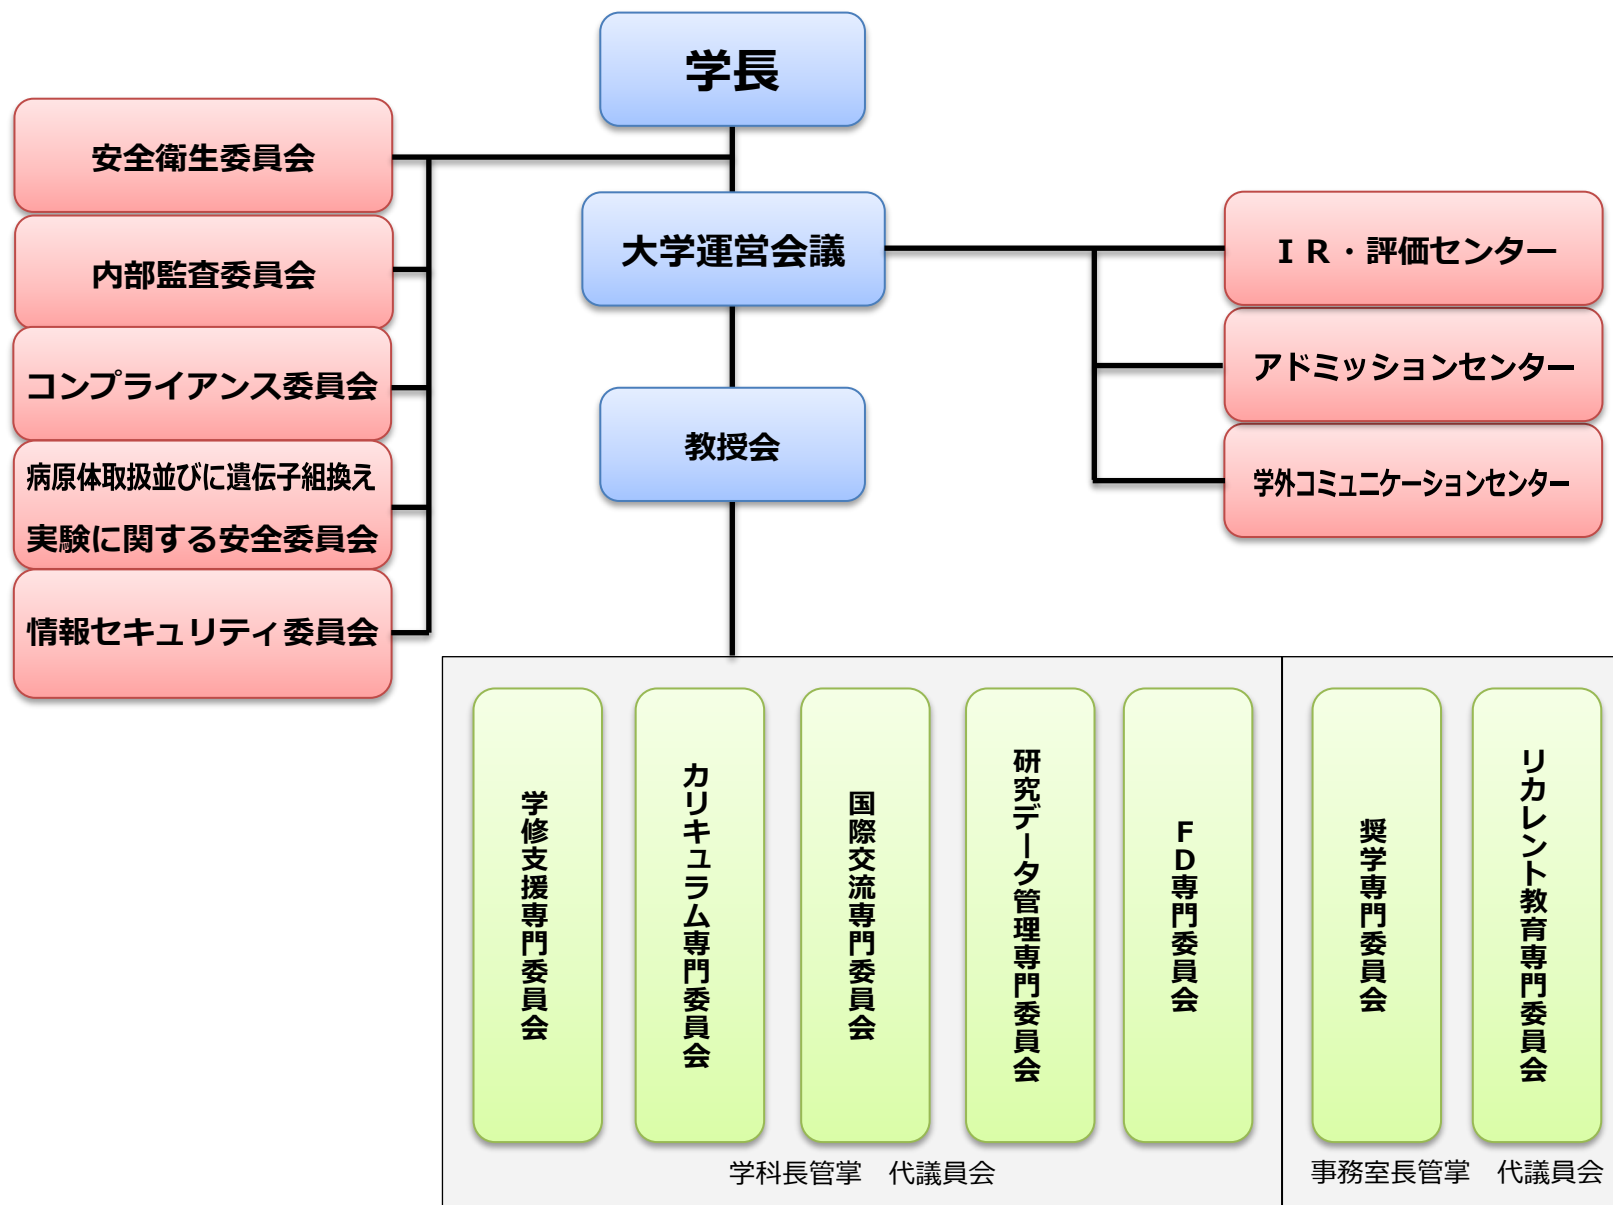 学長
安全衛生委員会
内部監査委員会
コンプライアンス委員会
病原体取扱並びに遺伝子組換え
実験に関する安全委員会
情報セキュリティ委員会
大学運営会議
教授会
ＩＲ・評価センター
アドミッションセンター
学外コミュニケーションセンター
学修支援専門委員会
カリキュラム専門委員会
国際交流専門委員会
研究データ管理専門委員会
ＦＤ専門委員会
奨学専門委員会
リカレント教育専門委員会
学科長管掌　代議員会
事務室長管掌　代議員会